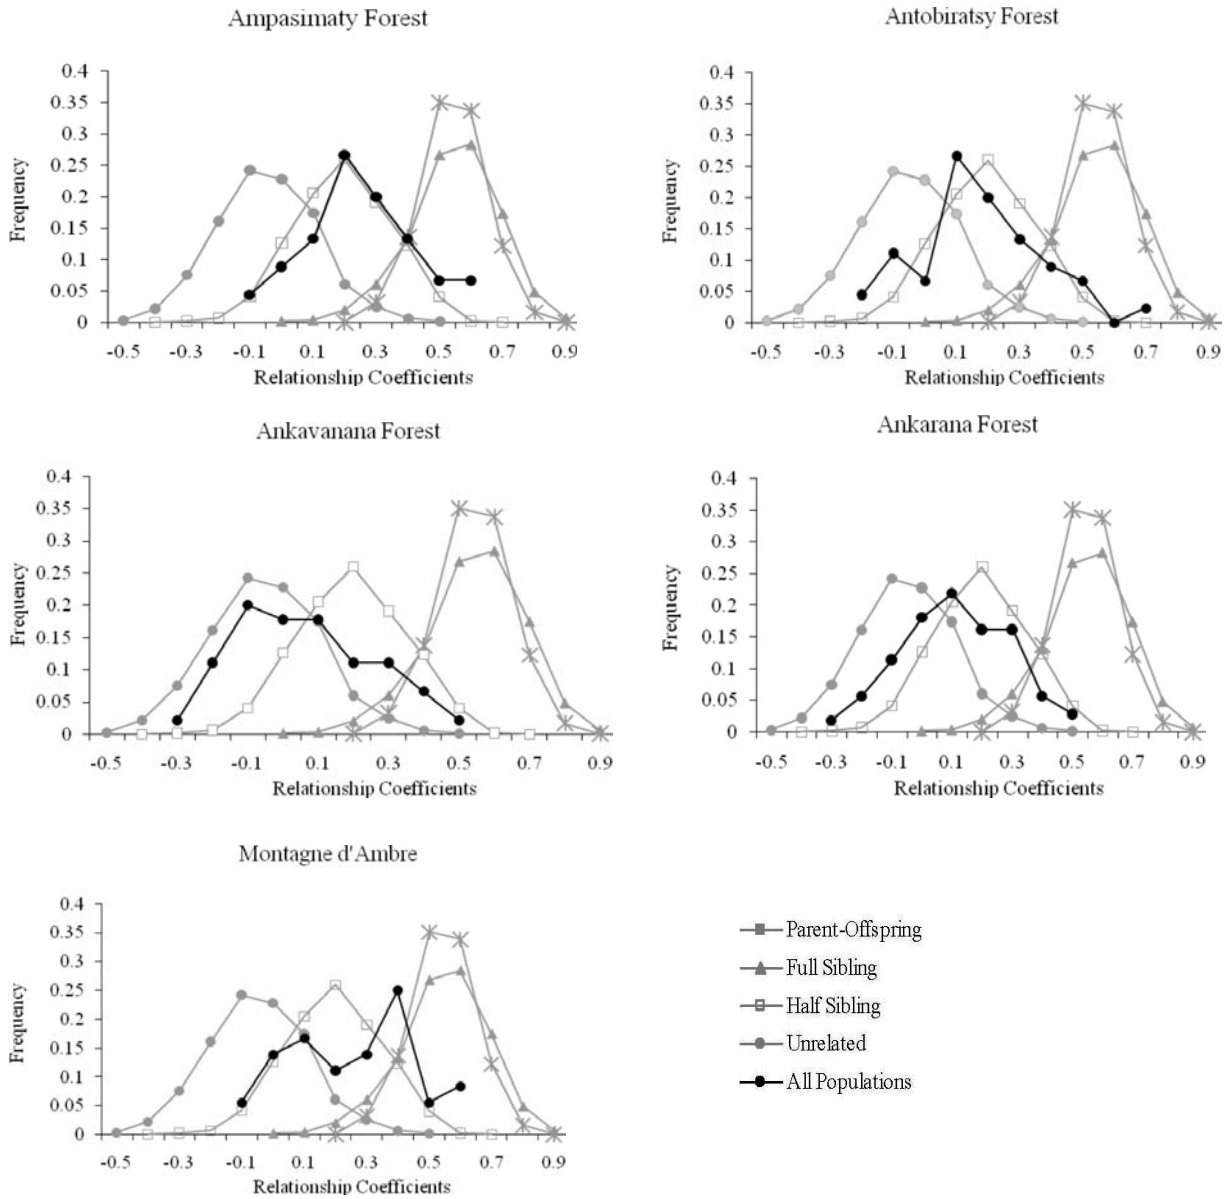 Ampasimaty Forest
0.4
0.35
0.3
0.25
0.2
0.15
0.1
0.05
0
Frequency
-0.5 -0.3 -0.1 0.1 0.3 0.5 0.7 0.9
Relationship Coefficients
Antobiratsy Forest
0.4
0.35
0.3
0.25
0.2
0.15
0.1
0.05
0
Frequency
-0.5 -0.3 -0.1 0.1 0.3 0.5 0.7 0.9
Relationship Coefficients
Ankavanana Forest
0.4
0.35
0.3
0.25
0.2
0.15
0.1
0.05
0
Frequency
-0.5 -0.3 -0.1 0.1 0.3 0.5 0.7 0.9
Relationship Coefficients
Ankarana Forest
0.4
0.35
0.3
0.25
0.2
0.15
0.1
0.05
0
Frequency
-0.5 -0.3 -0.1 0.1 0.3 0.5 0.7 0.9
Relationship Coefficients
Montagne d'Ambre
0.4
0.35
0.3
0.25
0.2
0.15
0.1
0.05
0
Frequency
-0.5 -0.3 -0.1 0.1 0.3 0.5 0.7 0.9
Relationship Coefficients
Parent-Offspring
Full Sibling
Half Sibling
Unrelated
All Populations